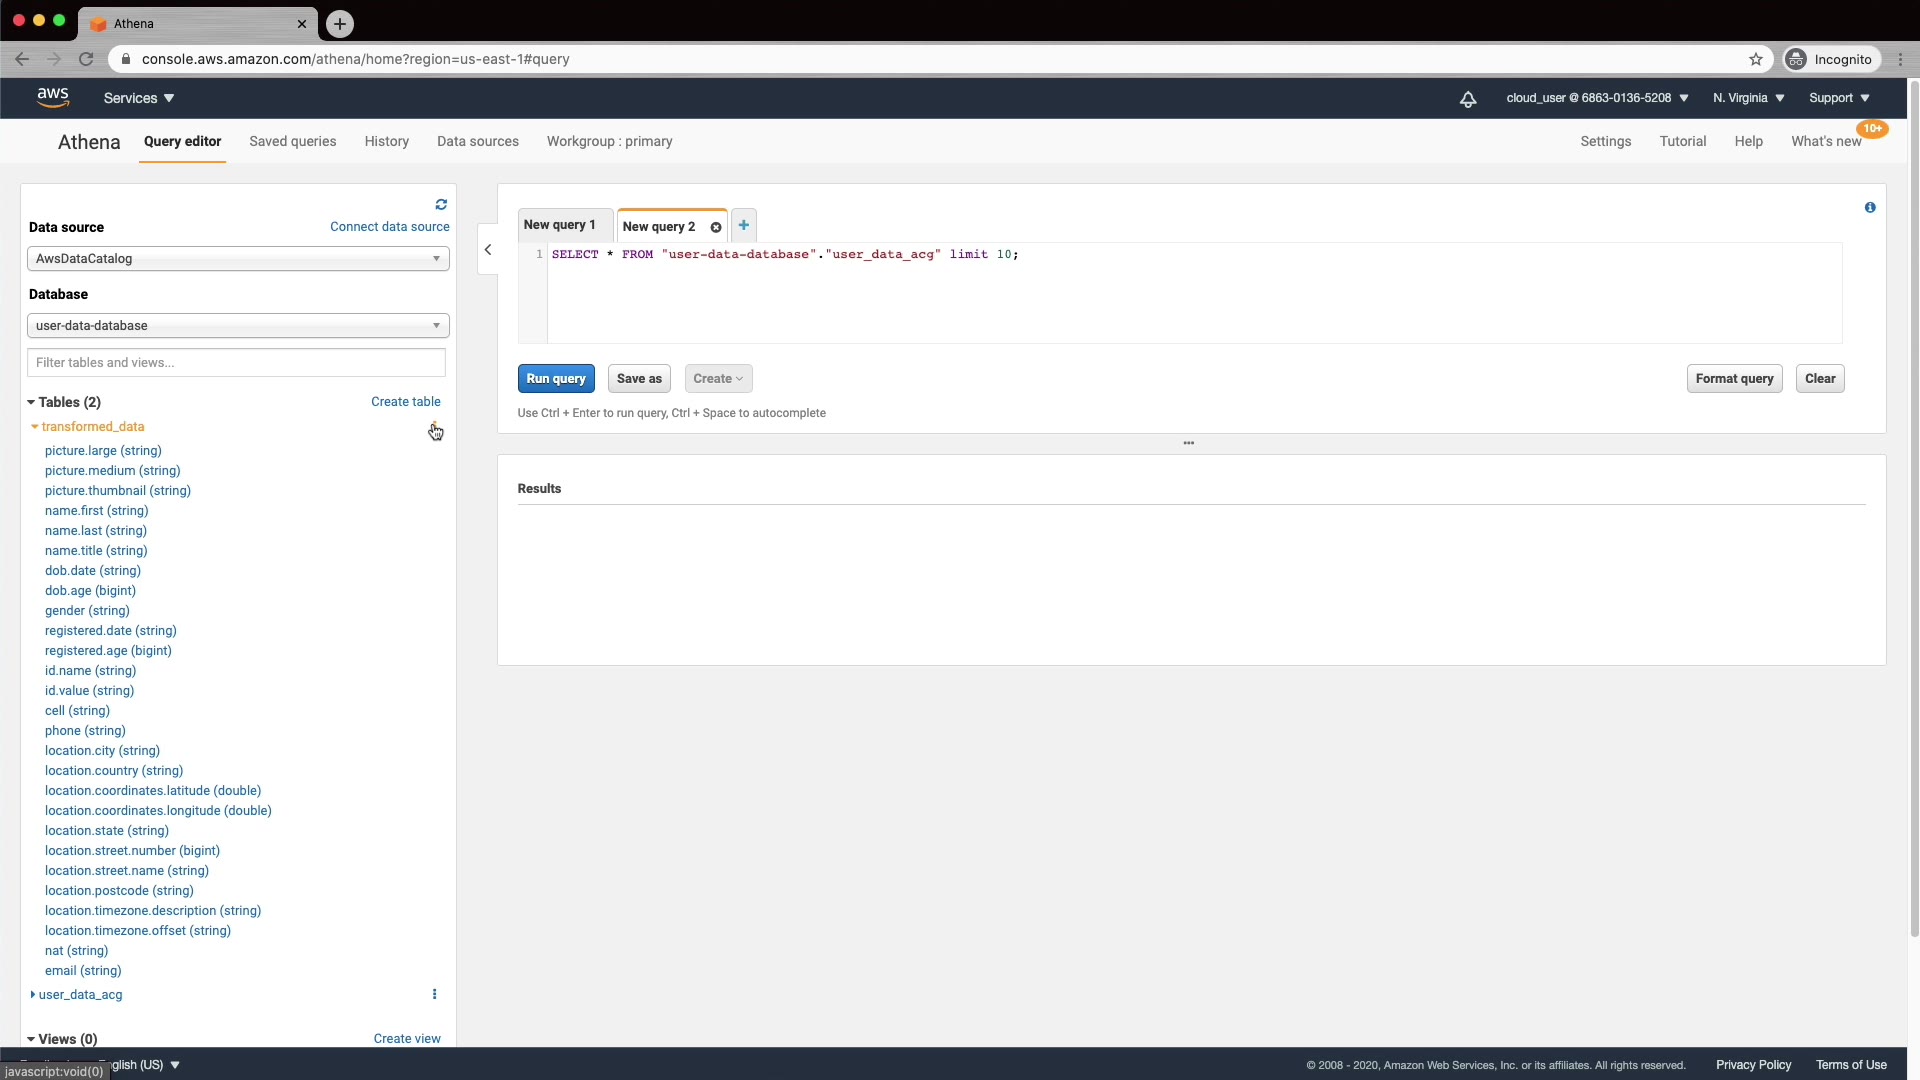 Athena
console.aws.amazon.com/athena/home?region=us-east-1#query
Incognito
aws
Services
cloud_user @ 6863-0136-5208
N. Virginia
Support
Athena
Query editor
Saved queries
History
Data sources
Workgroup : primary
Settings
Tutorial
Help
What's new
10+
Data source
Connect data source
AwsDataCatalog
Database
user-data-database
Filter tables and views...
Tables (2)
Create table
transformed_data
picture.large (string)
picture.medium (string)
picture.thumbnail (string)
name.first (string)
name.last (string)
name.title (string)
dob.date (string)
dob.age (bigint)
gender (string)
registered.date (string)
registered.age (bigint)
id.name (string)
id.value (string)
cell (string)
phone (string)
location.city (string)
location.country (string)
location.coordinates.latitude (double)
location.coordinates.longitude (double)
location.state (string)
location.street.number (bigint)
location.street.name (string)
location.postcode (string)
location.timezone.description (string)
location.timezone.offset (string)
nat (string)
email (string)
user_data_acg
Views (0)
Create view
New query 1
New query 2
1 SELECT * FROM "user-data-database"."user_data_acg" limit 10;
Run query
Save as
Create
Format query
Clear
Use Ctrl + Enter to run query, Ctrl + Space to autocomplete
Results
glish (US)
javascript:void(0)
© 2008 - 2020, Amazon Web Services, Inc. or its affiliates. All rights reserved.
Privacy Policy
Terms of Use